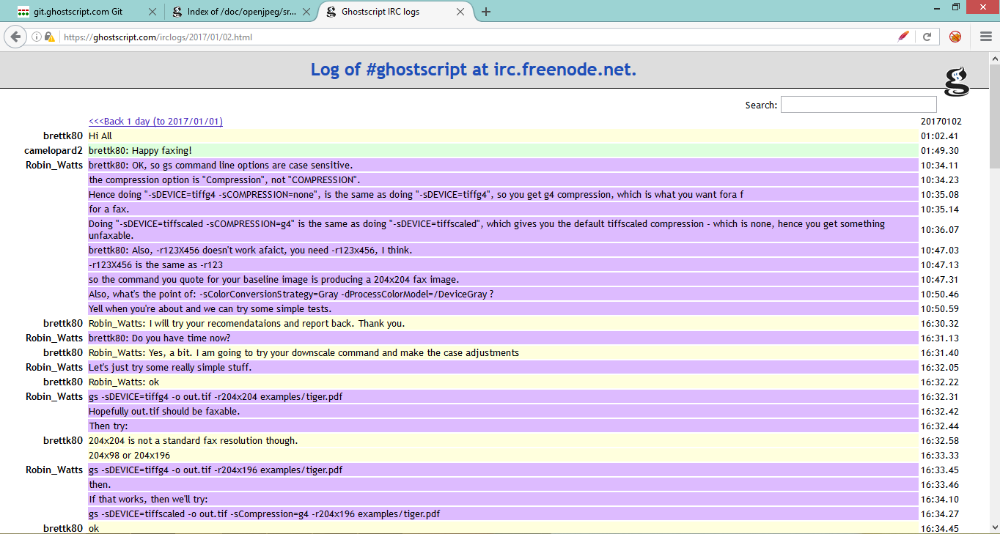 git.ghostscript.com Git
Index of /doc/openjpeg/sr...
Ghostscript IRC logs
https://ghostscript.com/irclogs/2017/01/02.html
Log of #ghostscript at irc.freenode.net.
Search:
<<<Back 1 day (to 2017/01/01) 20170102
brettk80 Hi All 01:02.41
camelopard2 brettk80: Happy faxing! 01:49.30
Robin_Watts brettk80: OK, so gs command line options are case sensitive. 10:34.11
the compression option is "Compression", not "COMPRESSION". 10:34.23
Hence doing "-sDEVICE=tiffg4 -sCOMPRESSION=none", is the same as doing "-sDEVICE=tiffg4", so you get g4 compression, which is what you want fora f 10:35.08
for a fax. 10:35.14
Doing "-sDEVICE=tiffscaled -sCOMPRESSION=g4" is the same as doing "-sDEVICE=tiffscaled", which gives you the default tiffscaled compression - which is none, hence you get something
unfaxable. 10:36.07
brettk80: Also, -r123X456 doesn't work afaict, you need -r123x456, I think. 10:47.03
-r123X456 is the same as -r123 10:47.13
so the command you quote for your baseline image is producing a 204x204 fax image. 10:47.31
Also, what's the point of: -sColorConversionStrategy=Gray -dProcessColorModel=/DeviceGray ? 10:50.46
Yell when you're about and we can try some simple tests. 10:50.59
brettk80 Robin_Watts: I will try your recomendataions and report back. Thank you. 16:30.32
Robin_Watts brettk80: Do you have time now? 16:31.13
brettk80 Robin_Watts: Yes, a bit. I am going to try your downscale command and make the case adjustments 16:31.40
Robin_Watts Let's just try some really simple stuff. 16:32.05
brettk80 Robin_Watts: ok 16:32.22
Robin_Watts gs -sDEVICE=tiffg4 -o out.tif -r204x204 examples/tiger.pdf 16:32.31
Hopefully out.tif should be faxable. 16:32.42
Then try: 16:32.44
brettk80 204x204 is not a standard fax resolution though. 16:32.58
204x98 or 204x196 16:33.33
Robin_Watts gs -sDEVICE=tiffg4 -o out.tif -r204x196 examples/tiger.pdf 16:33.45
then. 16:33.46
If that works, then we'll try: 16:34.10
gs -sDEVICE=tiffscaled -o out.tif -sCompression=g4 -r204x196 examples/tiger.pdf 16:34.27
brettk80 ok 16:34.45